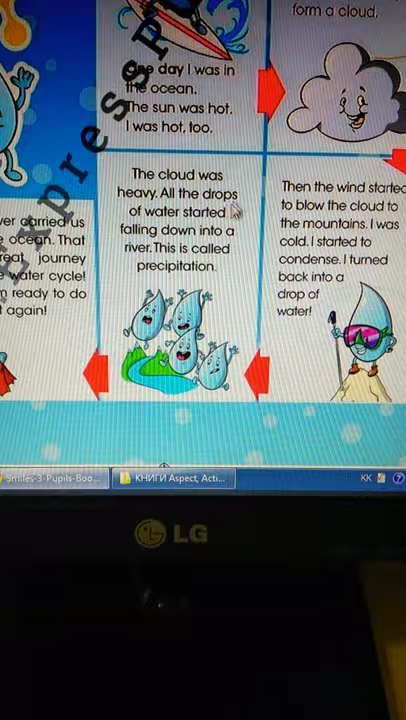 form a cloud.
One day I was in
the ocean.
The sun was hot.
I was hot, too.
Express
The cloud was
heavy. All the drops
of water started
falling down into a
river. This is called
precipitation.
Then the wind started
to blow the cloud to
the mountains. I was
cold. I started to
condense. I turned
back into a
drop of
water!
carried us
ocean. That
journey
water cycle!
ready to do
again!
Smiles-3-Pupils-Boo...
КНИГИ Aspect, Acti...
KK
?
LG